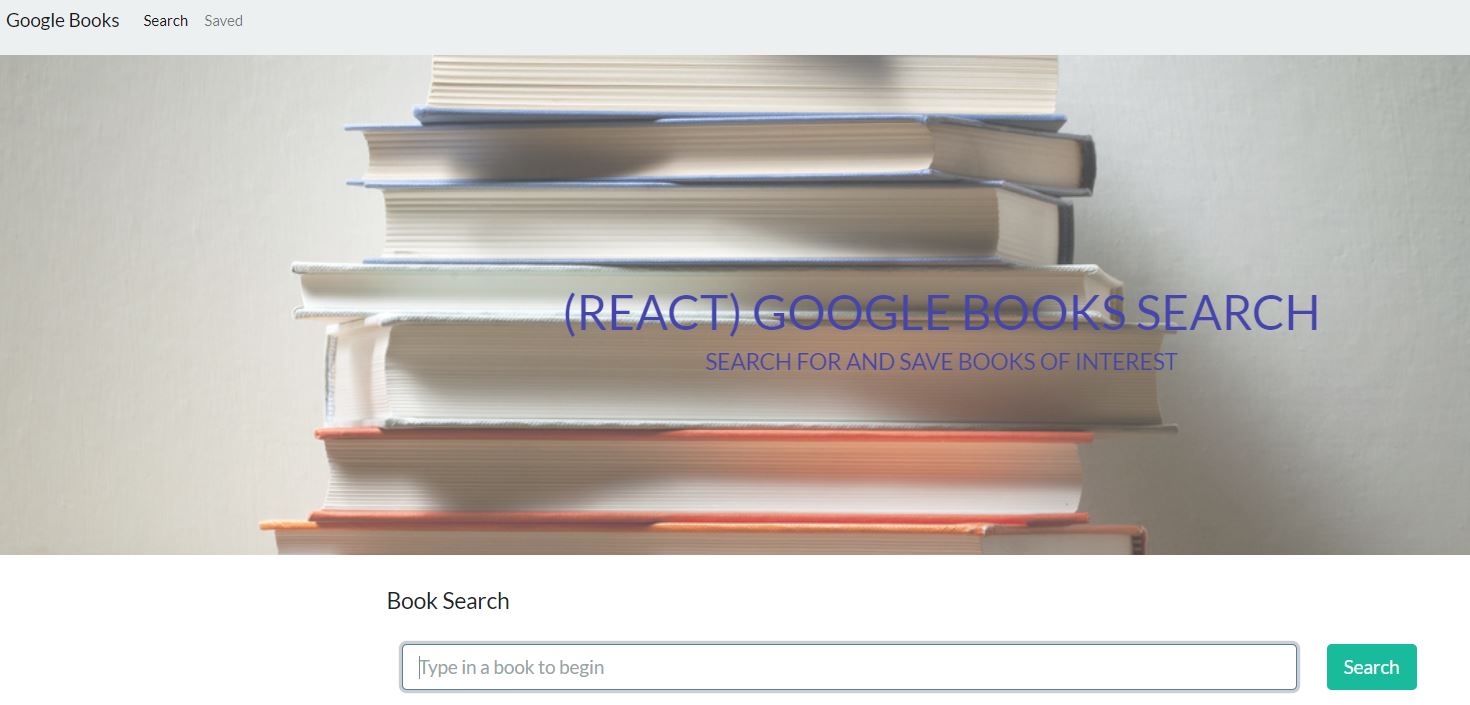 Google Books Search Saved
(REACT) GOOGLE BOOKS SEARCH
SEARCH FOR AND SAVE BOOKS OF INTEREST
Book Search
Type in a book to begin Search